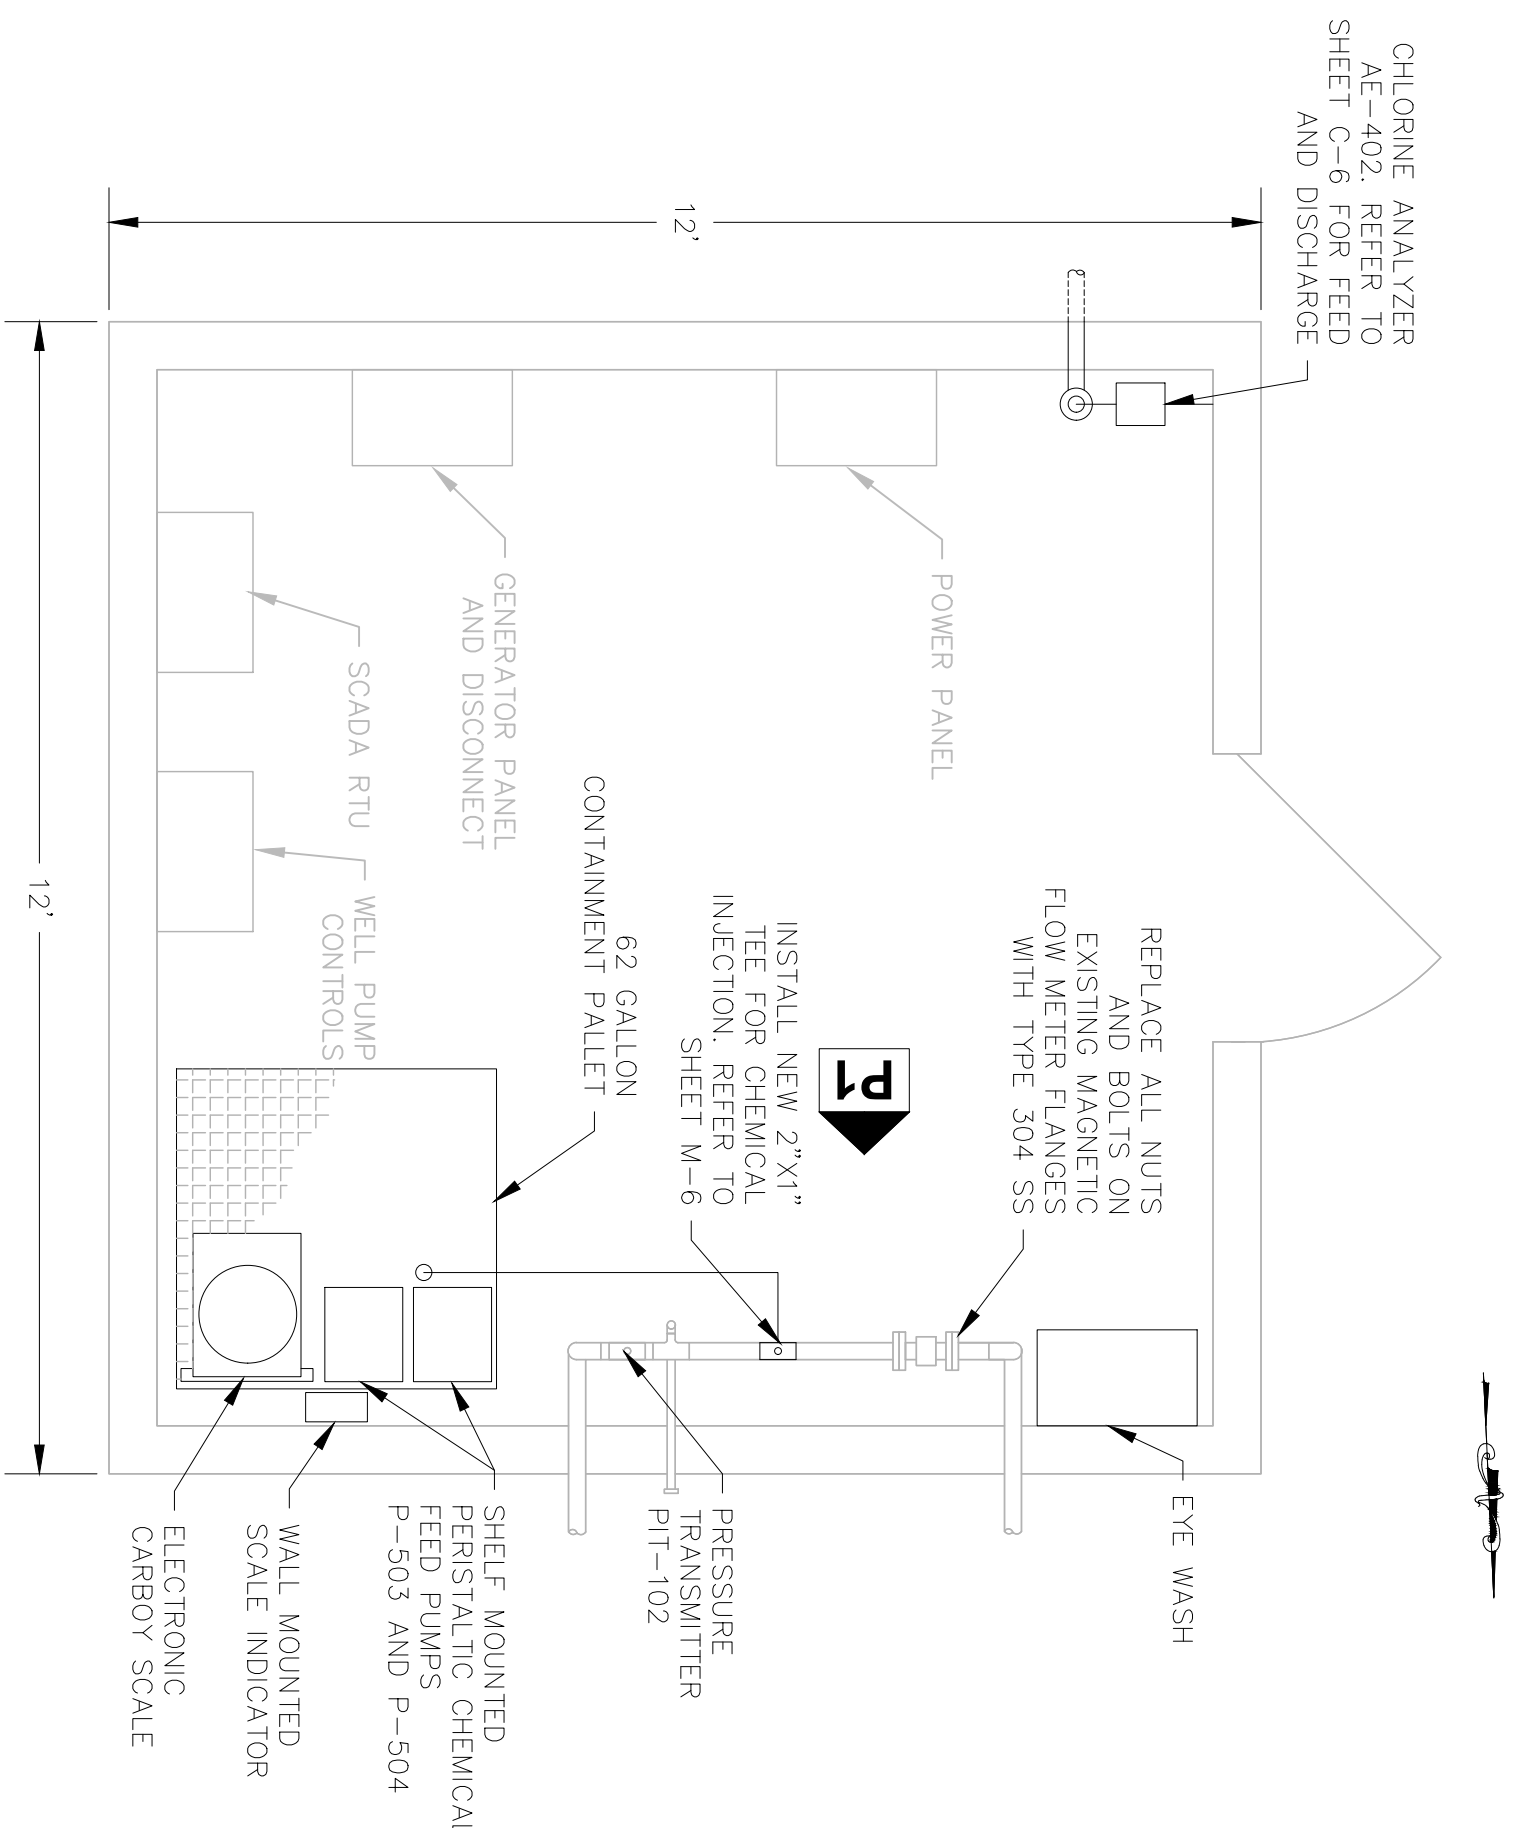 CHLORINE ANALYZER
AE-402. REFER TO
SHEET C-6 FOR FEED
AND DISCHARGE
12'
POWER PANEL
GENERATOR PANEL
AND DISCONNECT
SCADA RTU
WELL PUMP
CONTROLS
12'
REPLACE ALL NUTS
AND BOLTS ON
EXISTING MAGNETIC
FLOW METER FLANGES
WITH TYPE 304 SS
P1
INSTALL NEW 2"X1"
TEE FOR CHEMICAL
INJECTION. REFER TO
SHEET M-6
62 GALLON
CONTAINMENT PALLET
EYE WASH
PRESSURE
TRANSMITTER
PIT-102
SHELF MOUNTED
PERISTALTIC CHEMICAL
FEED PUMPS
P-503 AND P-504
WALL MOUNTED
SCALE INDICATOR
ELECTRONIC
CARBOY SCALE